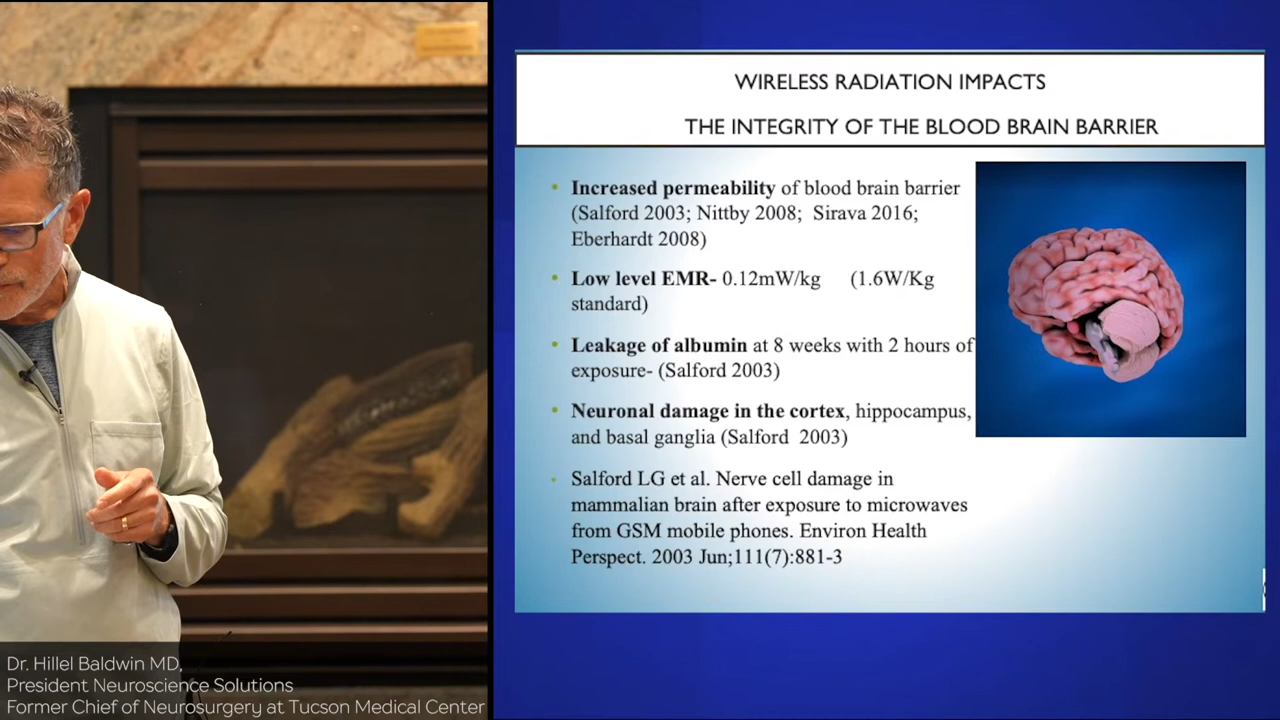 WIRELESS RADIATION IMPACTS
THE INTEGRITY OF THE BLOOD BRAIN BARRIER
• Increased permeability of blood brain barrier
(Salford 2003; Nittby 2008; Sirava 2016;
Eberhardt 2008)
• Low level EMR- 0.12mW/kg (1.6W/Kg
standard)
• Leakage of albumin at 8 weeks with 2 hours of
exposure- (Salford 2003)
• Neuronal damage in the cortex, hippocampus,
and basal ganglia (Salford 2003)
• Salford LG et al. Nerve cell damage in
mammalian brain after exposure to microwaves
from GSM mobile phones. Environ Health
Perspect. 2003 Jun;111(7):881-3
Dr. Hillel Baldwin MD,
President Neuroscience Solutions
Former Chief of Neurosurgery at Tucson Medical Center